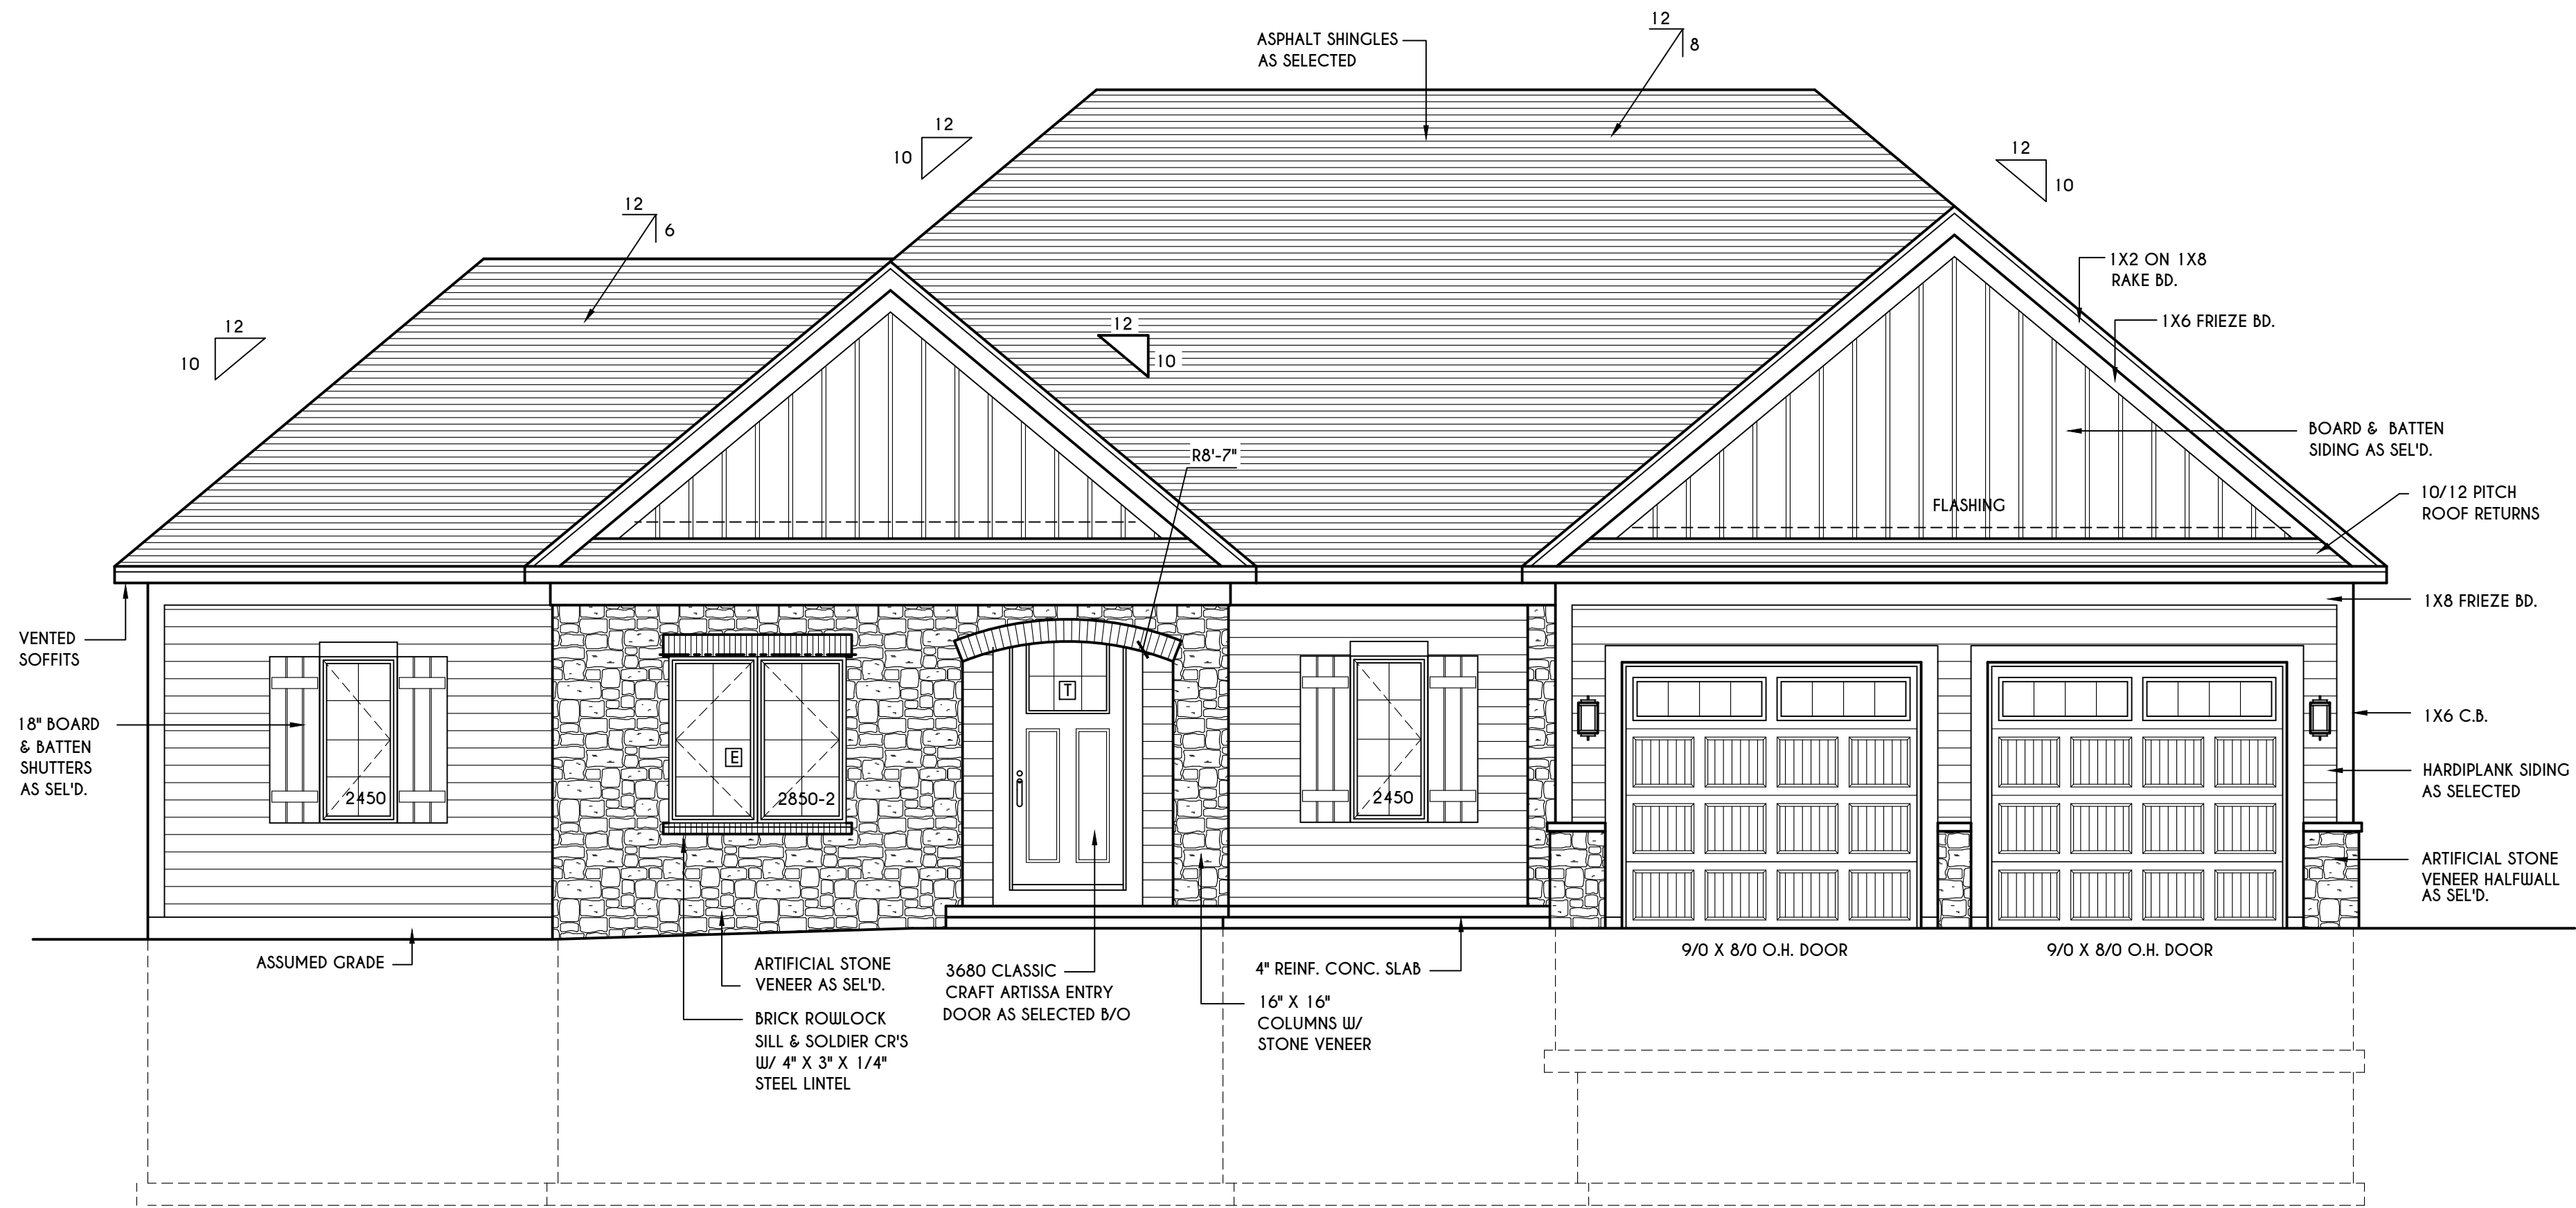 12
8
ASPHALT SHINGLES
AS SELECTED
12
10
12
10
12
6
12
10
12
10
1X2 ON 1X8
RAKE BD.
1X6 FRIEZE BD.
R8'-7"
BOARD & BATTEN
SIDING AS SEL'D.
FLASHING
10/12 PITCH
ROOF RETURNS
1X8 FRIEZE BD.
VENTED
SOFFITS
18" BOARD
& BATTEN
SHUTTERS
AS SEL'D.
2450
E
2850-2
T
2450
1X6 C.B.
HARDIPLANK SIDING
AS SELECTED
ARTIFICIAL STONE
VENEER HALFWALL
AS SEL'D.
ASSUMED GRADE
ARTIFICIAL STONE
VENEER AS SEL'D.
BRICK ROWLOCK
SILL & SOLDIER CR'S
W/ 4" X 3" X 1/4"
STEEL LINTEL
3680 CLASSIC
CRAFT ARTISSA ENTRY
DOOR AS SELECTED B/O
4" REINF. CONC. SLAB
16" X 16"
COLUMNS W/
STONE VENEER
9/0 X 8/0 O.H. DOOR
9/0 X 8/0 O.H. DOOR